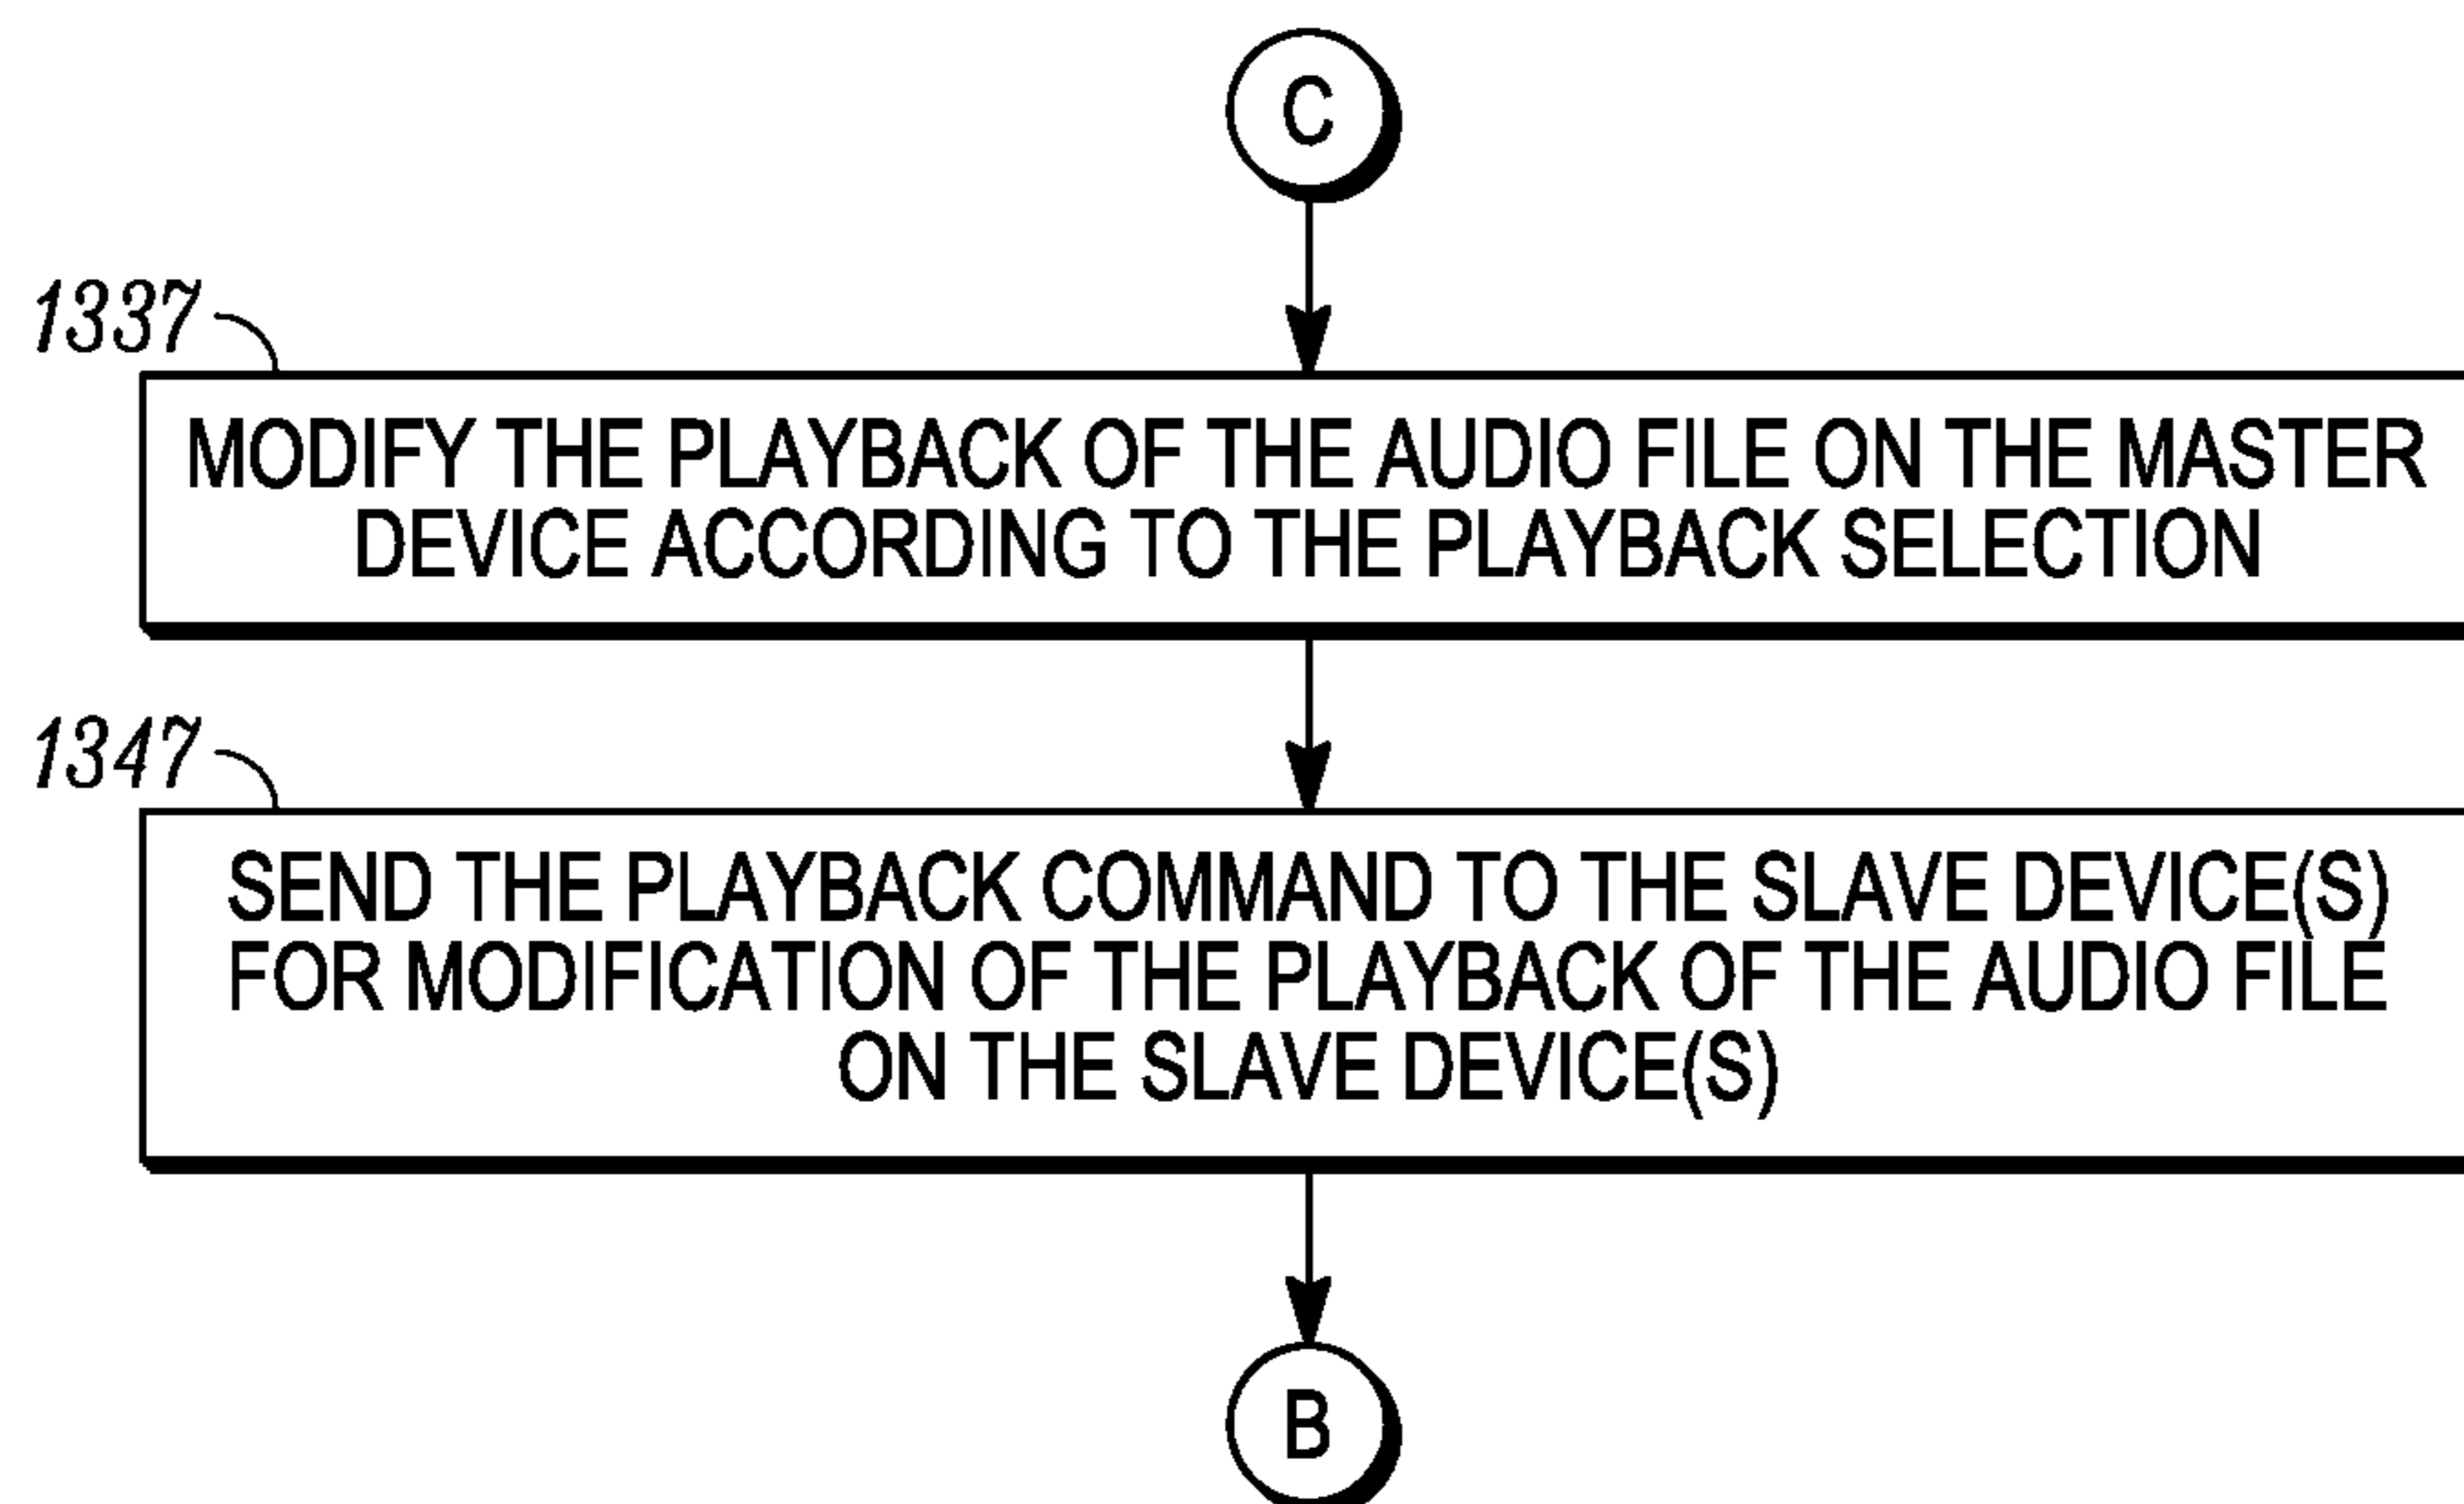 C
1337
MODIFY THE PLAYBACK OF THE AUDIO FILE ON THE MASTER
DEVICE ACCORDING TO THE PLAYBACK SELECTION
1347
SEND THE PLAYBACK COMMAND TO THE SLAVE DEVICE(S)
FOR MODIFICATION OF THE PLAYBACK OF THE AUDIO FILE
ON THE SLAVE DEVICE(S)
B